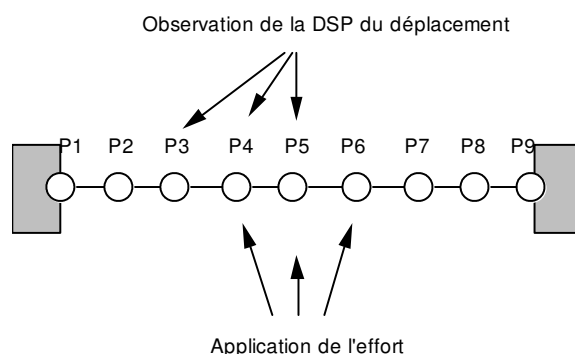 Observation de la DSP du déplacement
P1 P2 P3 P4 P5 P6 P7 P8 P9
Application de l'effort